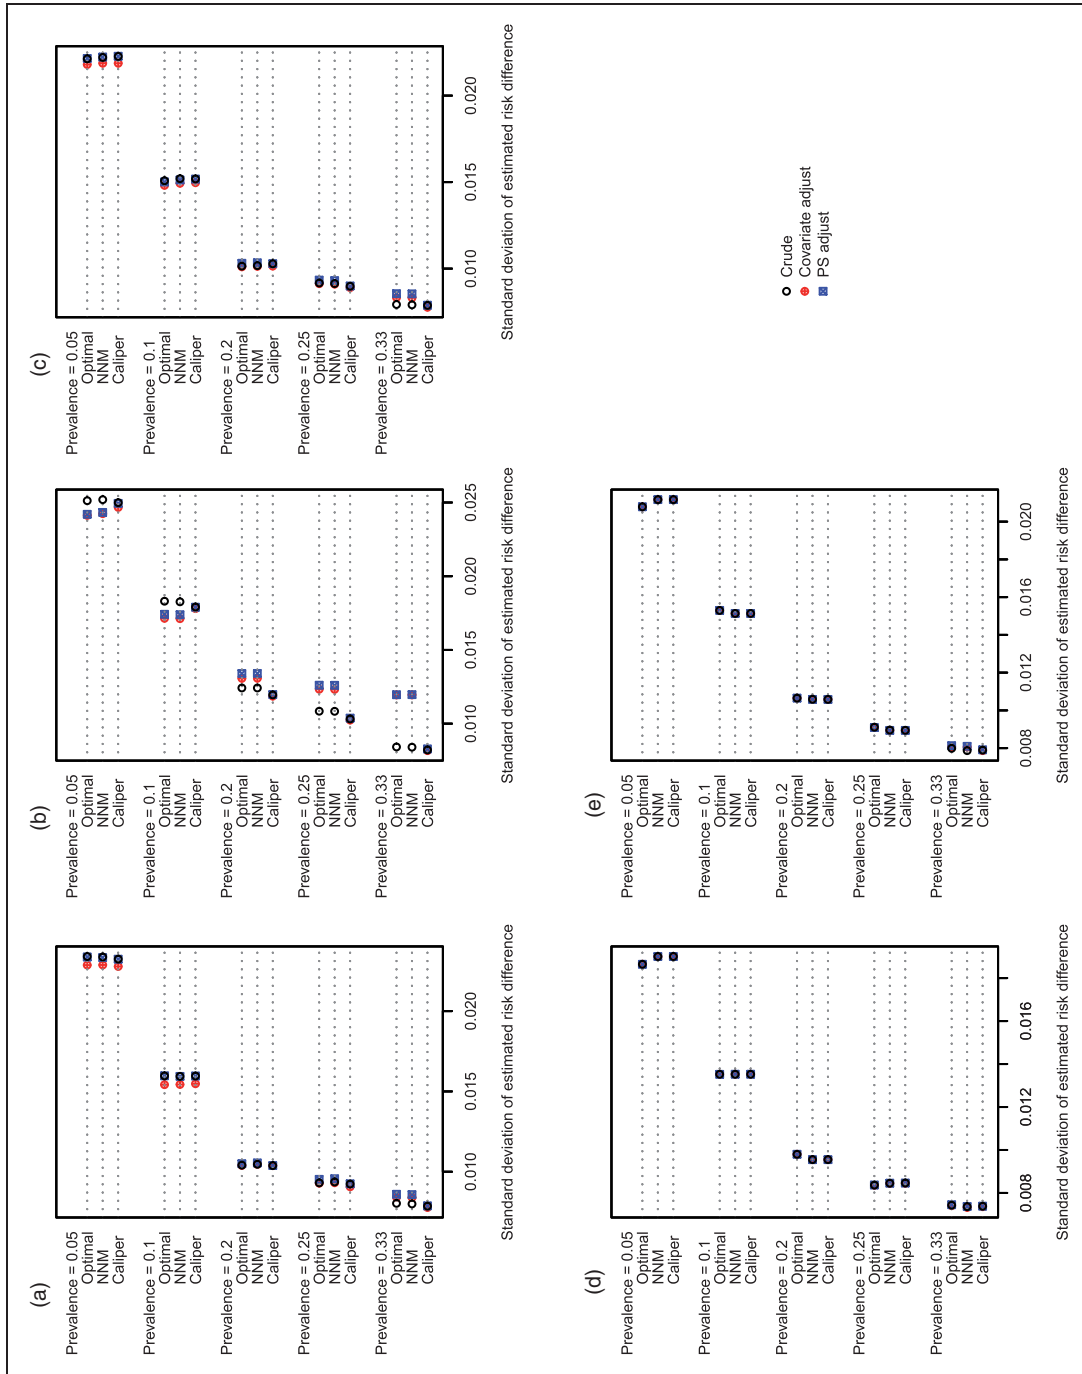 (a)
Prevalence = 0.05
Optimal
NNM
Caliper
Prevalence = 0.1
Optimal
NNM
Caliper
Prevalence = 0.2
Optimal
NNM
Caliper
Prevalence = 0.25
Optimal
NNM
Caliper
Prevalence = 0.33
Optimal
NNM
Caliper
0.010
0.015
0.020
Standard deviation of estimated risk difference
(b)
Prevalence = 0.05
Optimal
NNM
Caliper
Prevalence = 0.1
Optimal
NNM
Caliper
Prevalence = 0.2
Optimal
NNM
Caliper
Prevalence = 0.25
Optimal
NNM
Caliper
Prevalence = 0.33
Optimal
NNM
Caliper
0.010
0.015
0.020
0.025
Standard deviation of estimated risk difference
(c)
Prevalence = 0.05
Optimal
NNM
Caliper
Prevalence = 0.1
Optimal
NNM
Caliper
Prevalence = 0.2
Optimal
NNM
Caliper
Prevalence = 0.25
Optimal
NNM
Caliper
Prevalence = 0.33
Optimal
NNM
Caliper
0.010
0.015
0.020
Standard deviation of estimated risk difference
(d)
Prevalence = 0.05
Optimal
NNM
Caliper
Prevalence = 0.1
Optimal
NNM
Caliper
Prevalence = 0.2
Optimal
NNM
Caliper
Prevalence = 0.25
Optimal
NNM
Caliper
Prevalence = 0.33
Optimal
NNM
Caliper
0.008
0.012
0.016
Standard deviation of estimated risk difference
(e)
Prevalence = 0.05
Optimal
NNM
Caliper
Prevalence = 0.1
Optimal
NNM
Caliper
Prevalence = 0.2
Optimal
NNM
Caliper
Prevalence = 0.25
Optimal
NNM
Caliper
Prevalence = 0.33
Optimal
NNM
Caliper
0.008
0.012
0.016
0.020
Standard deviation of estimated risk difference
Crude
Covariate adjust
PS adjust